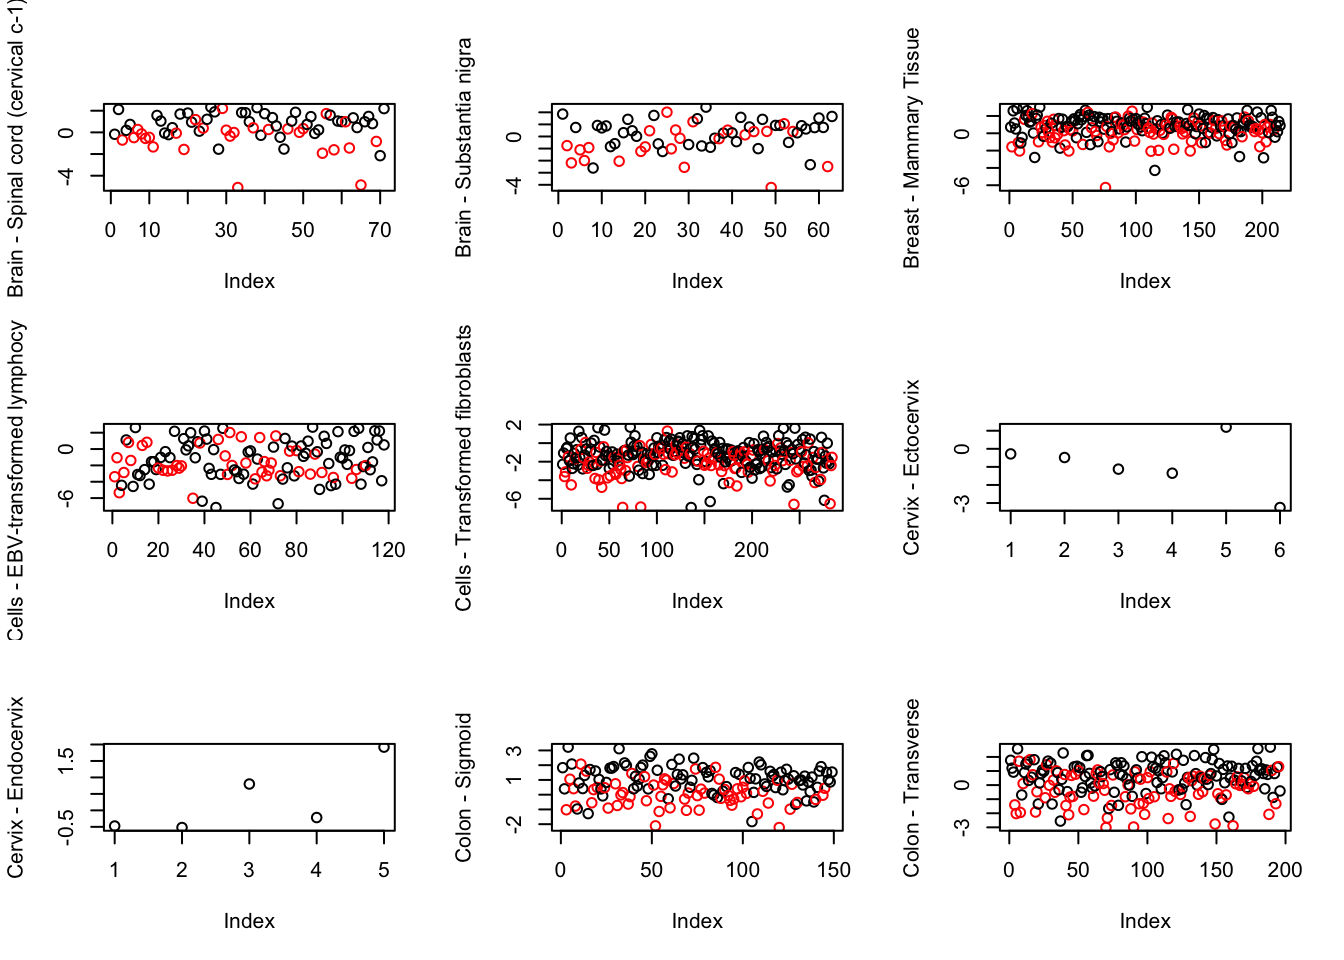 Brain - Spinal cord (cervical c-1)
0
-4
0 10 30 50 70
Index
Brain - Substantia nigra
0
-4
0 10 20 30 40 50 60
Index
Breast - Mammary Tissue
0
-6
0 50 100 150 200
Index
Cells - EBV-transformed lymphocy
0
-6
0 20 40 60 80 120
Index
Cells - Transformed fibroblasts
2
-2
-6
0 50 100 200
Index
Cervix - Ectocervix
0
-3
1 2 3 4 5 6
Index
Cervix - Endocervix
1.5
-0.5
1 2 3 4 5
Index
Colon - Sigmoid
3
1
-2
0 50 100 150
Index
Colon - Transverse
0
-3
0 50 100 150 200
Index